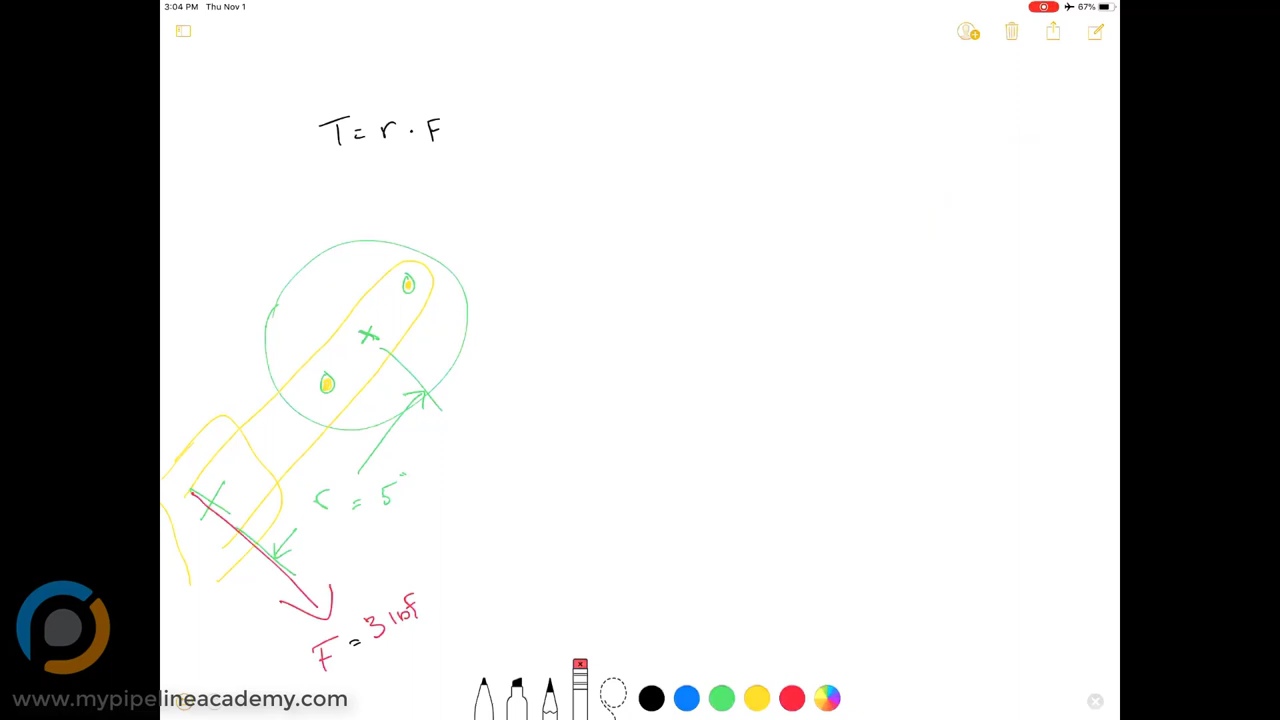 3:04 PM Thu Nov 1
67%
T = r · F
r = 5"
F = 3 lbf
www.mypipelineacademy.com